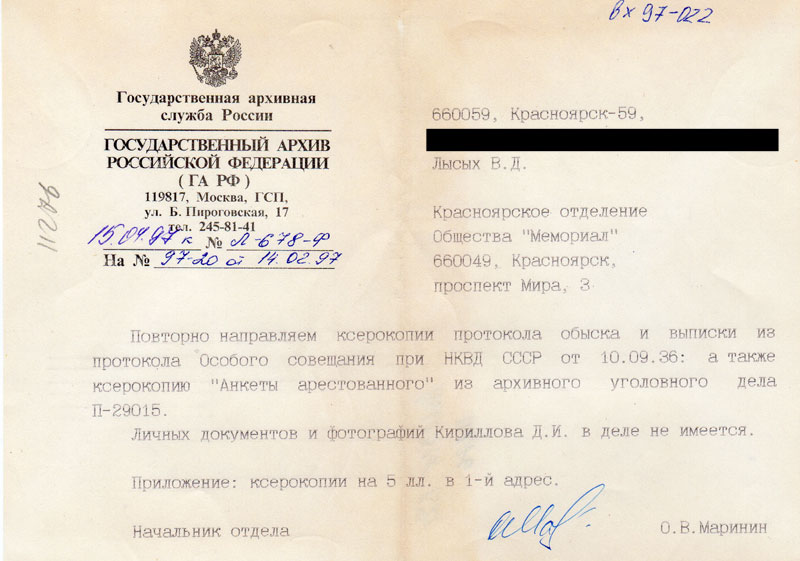 вх 97-022
Государственная архивная
служба России
ГОСУДАРСТВЕННЫЙ АРХИВ
РОССИЙСКОЙ ФЕДЕРАЦИИ
( ГА РФ )
119817, Москва, ГСП,
ул. Б. Пироговская, 17
тел. 245-81-41
15.04.97 к № Л-678-Ф
На № 97-20 от 14.02.97
660059, Красноярск-59,
Лысых В.Д.
Красноярское отделение
Общества "Мемориал"
660049, Красноярск,
проспект Мира, 3
Повторно направляем ксерокопии протокола обыска и выписки из
протокола Особого совещания при НКВД СССР от 10.09.36: а также
ксерокопию "Анкеты арестованного" из архивного уголовного дела
П-29015.
Личных документов и фотографий Кириллова Д.И. в деле не имеется.
Приложение: ксерокопии на 5 лл. в 1-й адрес.
Начальник отдела
О.В.Маринин